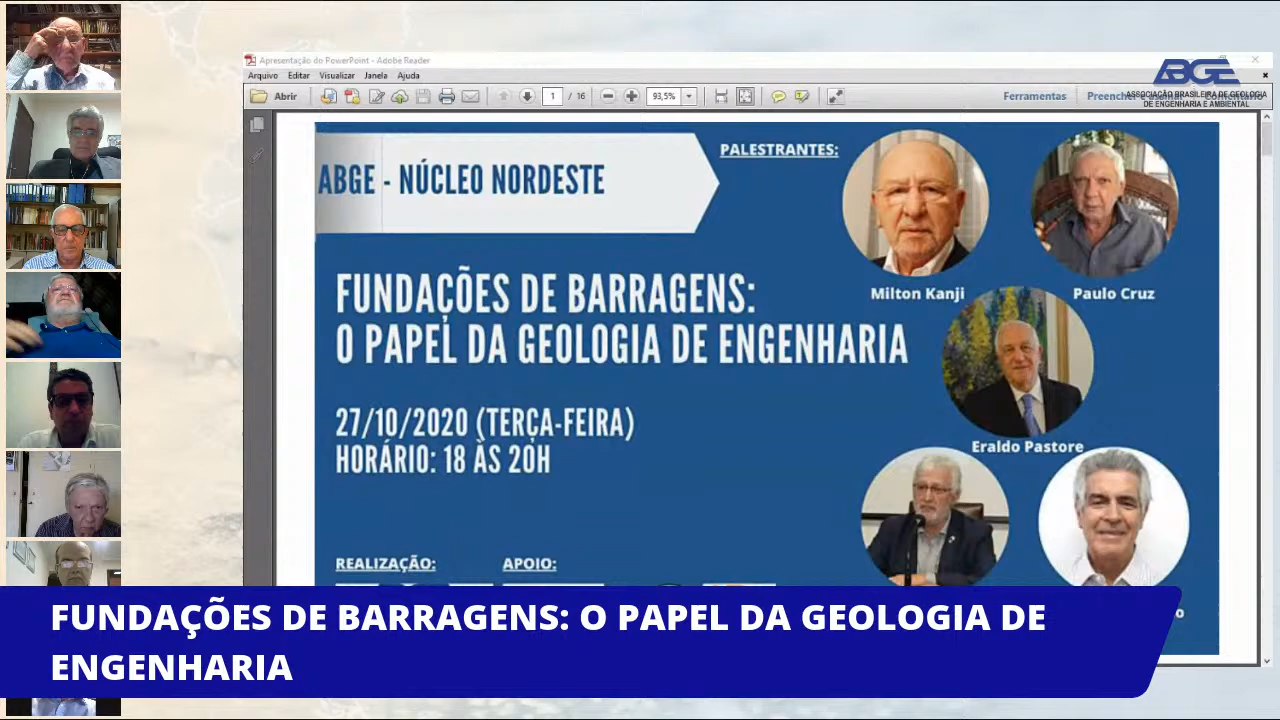 Apresentação do PowerPoint - Adobe Reader
Arquivo Editar Visualizar Janela Ajuda
Abrir
1 / 16
93,5%
Ferramentas
ABGE
ASSOCIAÇÃO BRASILEIRA DE GEOLOGIA
DE ENGENHARIA E AMBIENTAL
ABGE - NÚCLEO NORDESTE
PALESTRANTES:
Milton Kanji
Paulo Cruz
FUNDAÇÕES DE BARRAGENS:
O PAPEL DA GEOLOGIA DE ENGENHARIA
27/10/2020 (TERÇA-FEIRA)
HORÁRIO: 18 ÀS 20H
Eraldo Pastore
REALIZAÇÃO:
APOIO:
FUNDAÇÕES DE BARRAGENS: O PAPEL DA GEOLOGIA DE
ENGENHARIA